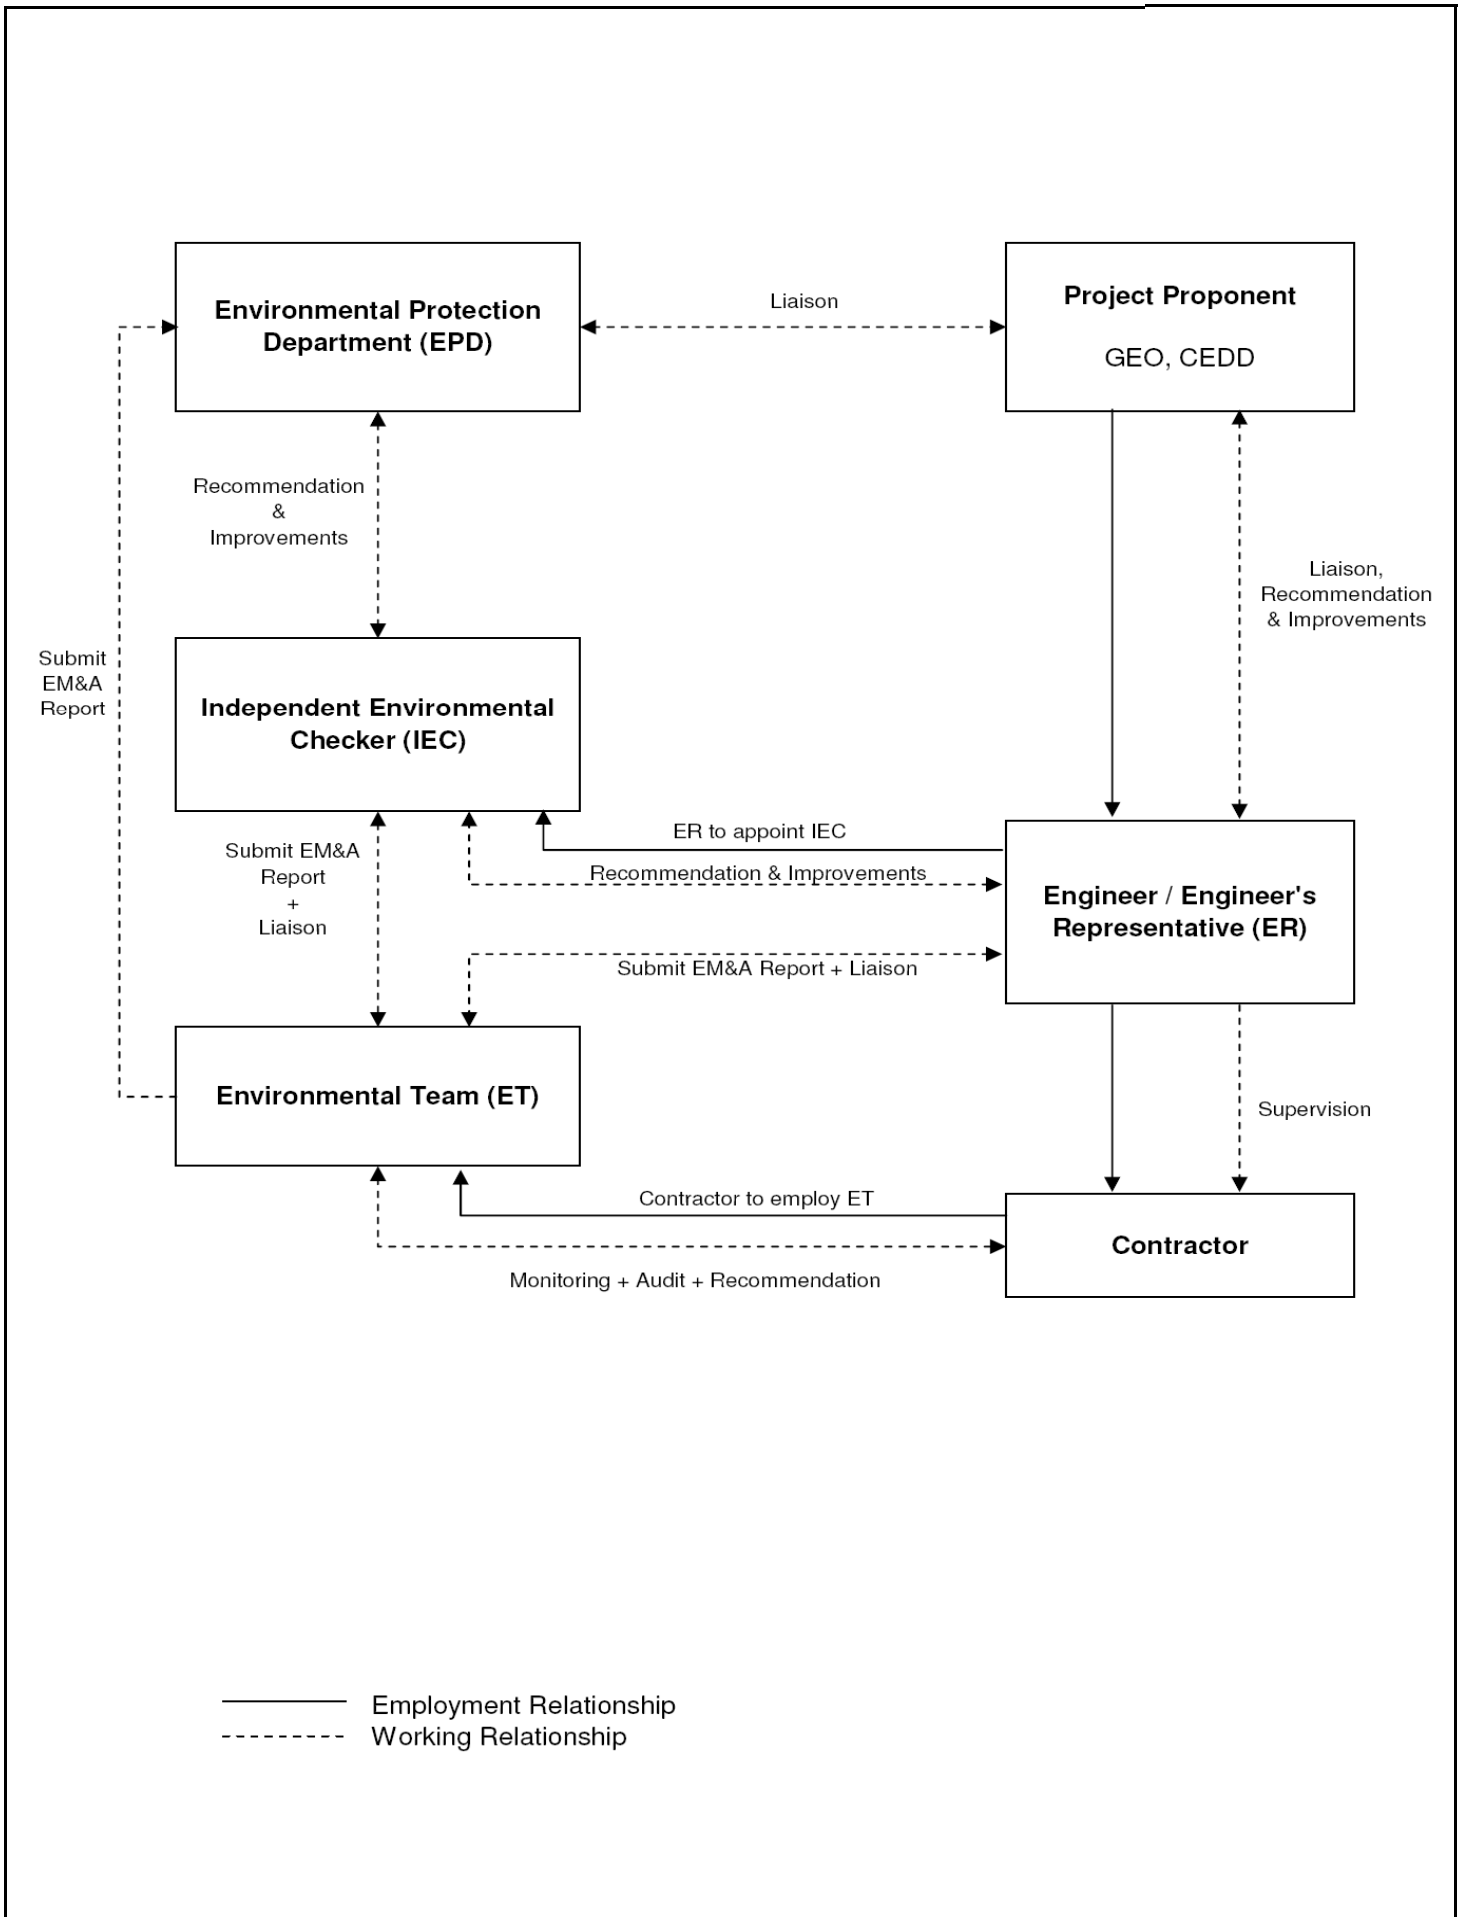 Environmental Protection
Department (EPD)
Liaison
Project Proponent
GEO, CEDD
Recommendation
&
Improvements
Liaison,
Recommendation
& Improvements
Submit
EM&A
Report
Independent Environmental
Checker (IEC)
ER to appoint IEC
Recommendation & Improvements
Submit EM&A
Report
+
Liaison
Engineer / Engineer's
Representative (ER)
Submit EM&A Report + Liaison
Environmental Team (ET)
Supervision
Contractor to employ ET
Contractor
Monitoring + Audit + Recommendation
Employment Relationship
Working Relationship